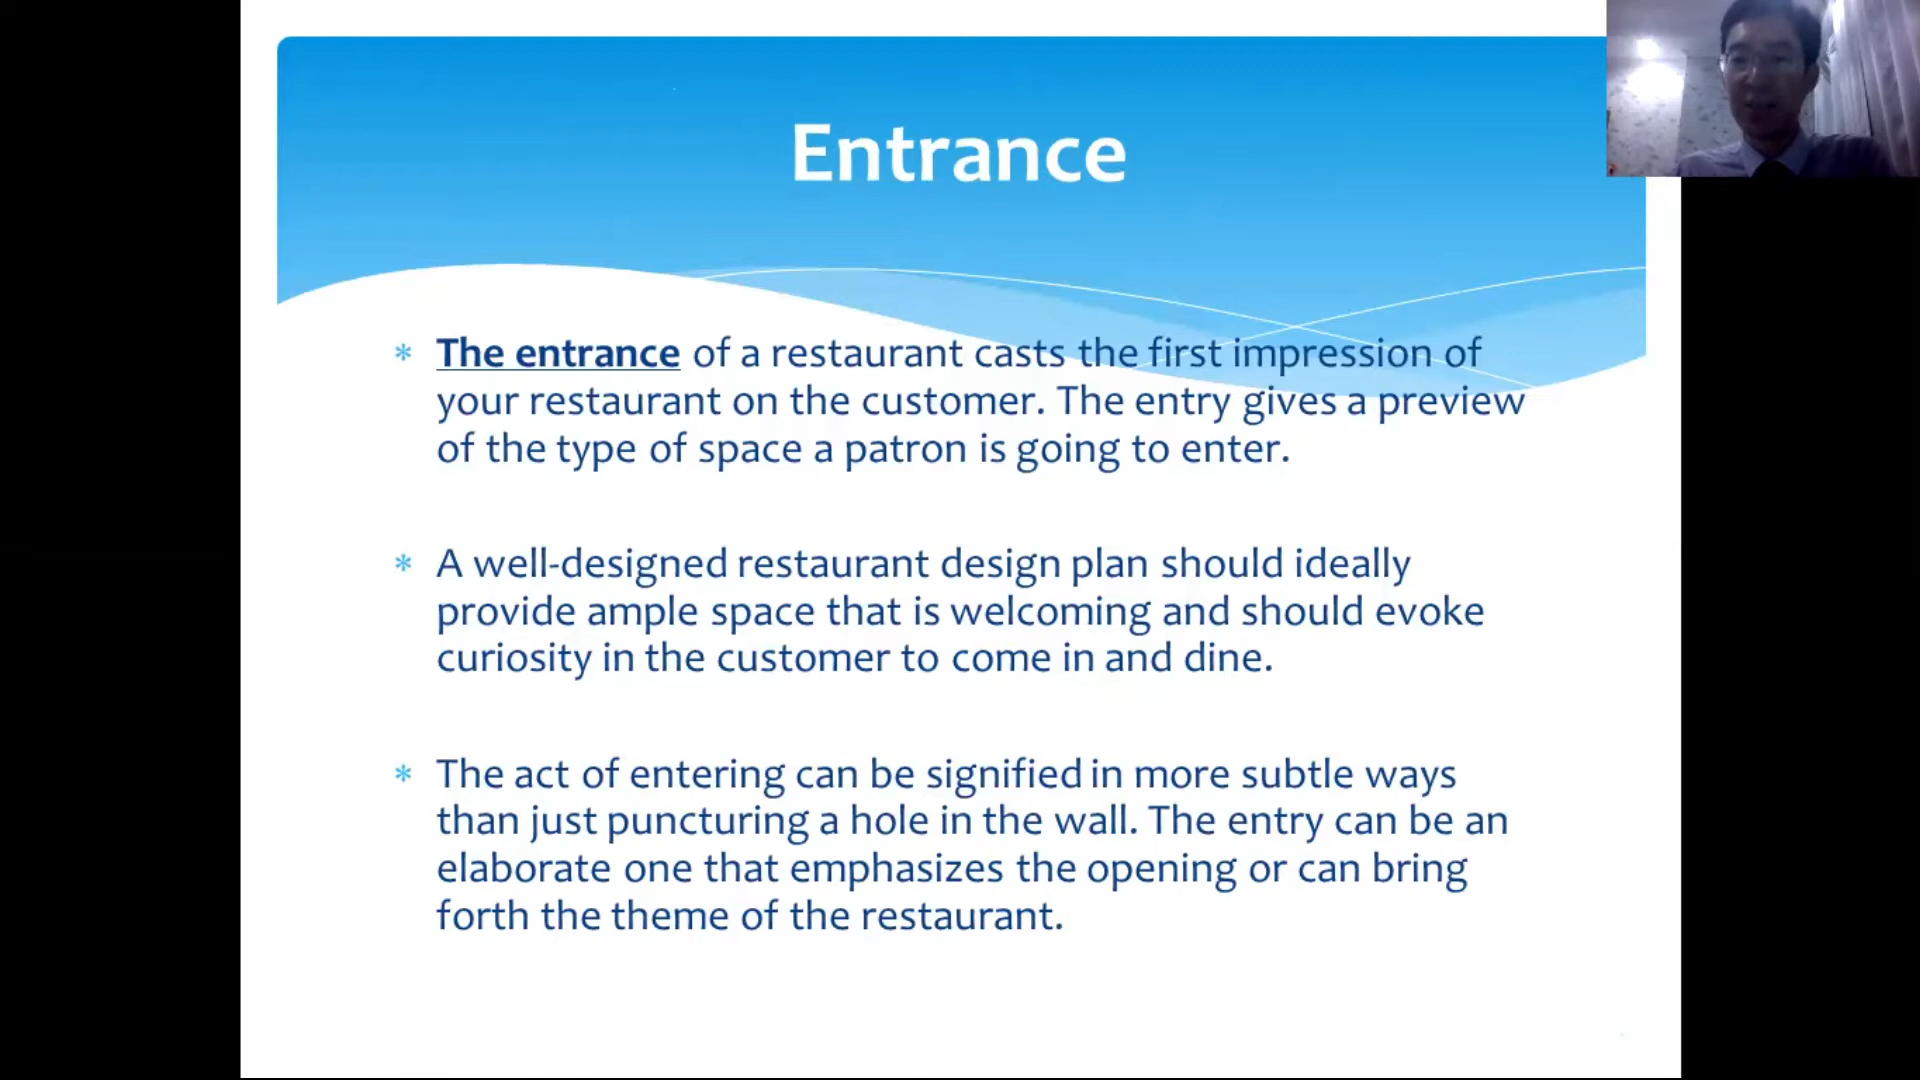 Entrance
* The entrance of a restaurant casts the first impression of
your restaurant on the customer. The entry gives a preview
of the type of space a patron is going to enter.
* A well-designed restaurant design plan should ideally
provide ample space that is welcoming and should evoke
curiosity in the customer to come in and dine.
* The act of entering can be signified in more subtle ways
than just puncturing a hole in the wall. The entry can be an
elaborate one that emphasizes the opening or can bring
forth the theme of the restaurant.